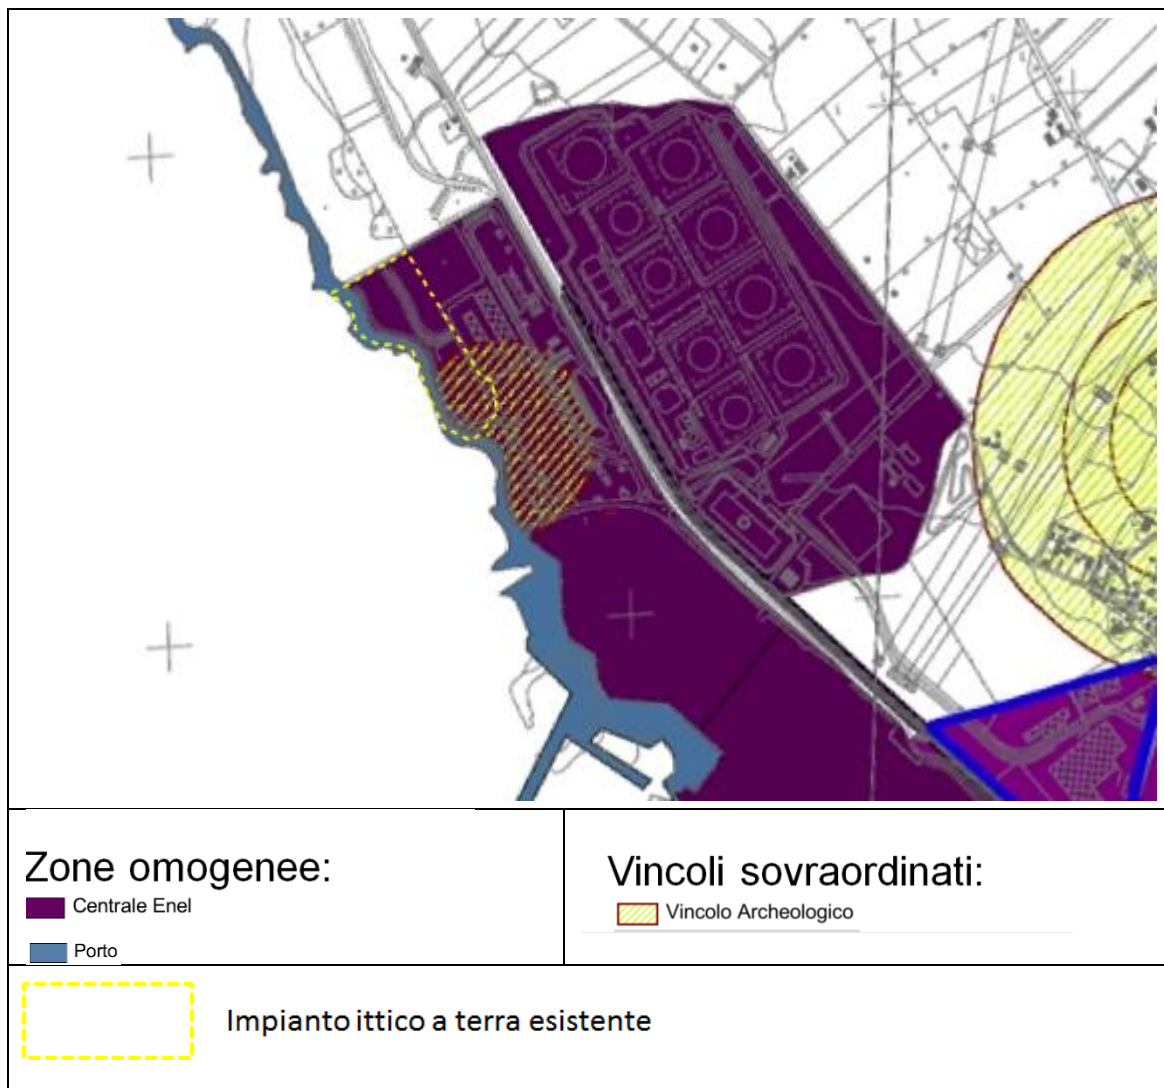 Zone omogenee:
Centrale Enel
Porto
Vincoli sovraordinati:
Vincolo Archeologico
Impianto ittico a terra esistente